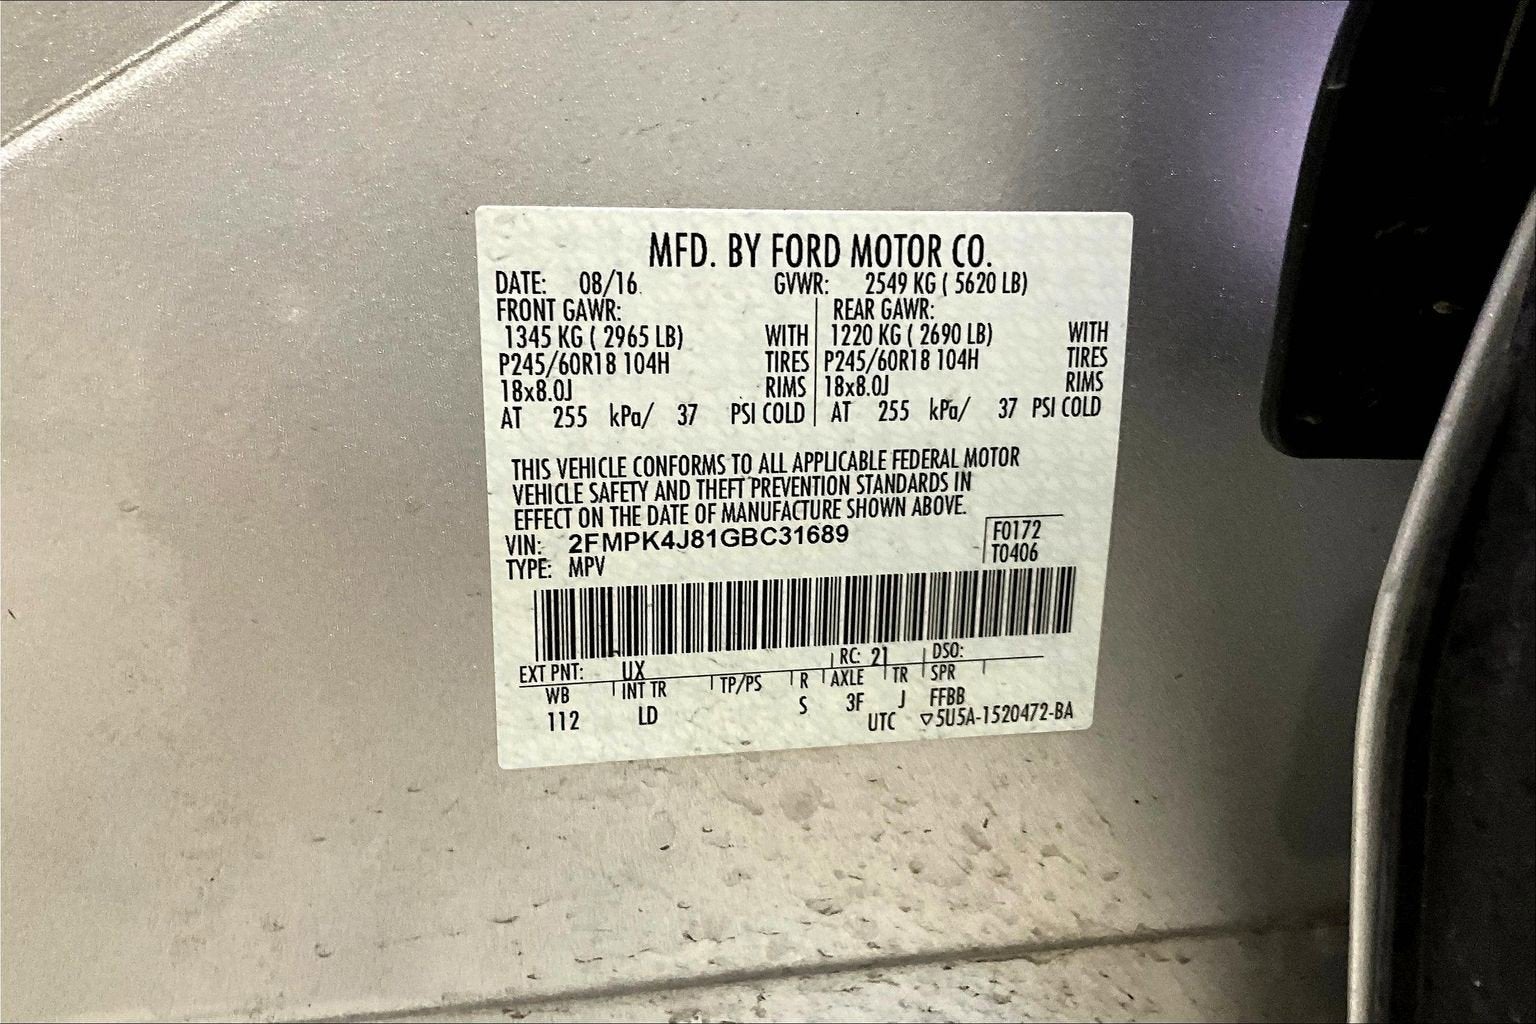 MFD. BY FORD MOTOR CO.
DATE: 08/16 GVWR: 2549 KG ( 5620 LB)
FRONT GAWR: REAR GAWR:
1345 KG ( 2965 LB) WITH 1220 KG ( 2690 LB) WITH
P245/60R18 104H TIRES P245/60R18 104H TIRES
18x8.0J RIMS 18x8.0J RIMS
AT 255 kPa/ 37 PSI COLD AT 255 kPa/ 37 PSI COLD
THIS VEHICLE CONFORMS TO ALL APPLICABLE FEDERAL MOTOR
VEHICLE SAFETY AND THEFT PREVENTION STANDARDS IN
EFFECT ON THE DATE OF MANUFACTURE SHOWN ABOVE.
VIN: 2FMPK4J81GBC31689 F0172
TYPE: MPV T0406
EXT PNT: UX RC: 21 DSO:
WB INT TR TP/PS R AXLE TR SPR
112 LD S 3F J FFBB
UTC ▽5U5A-1520472-BA